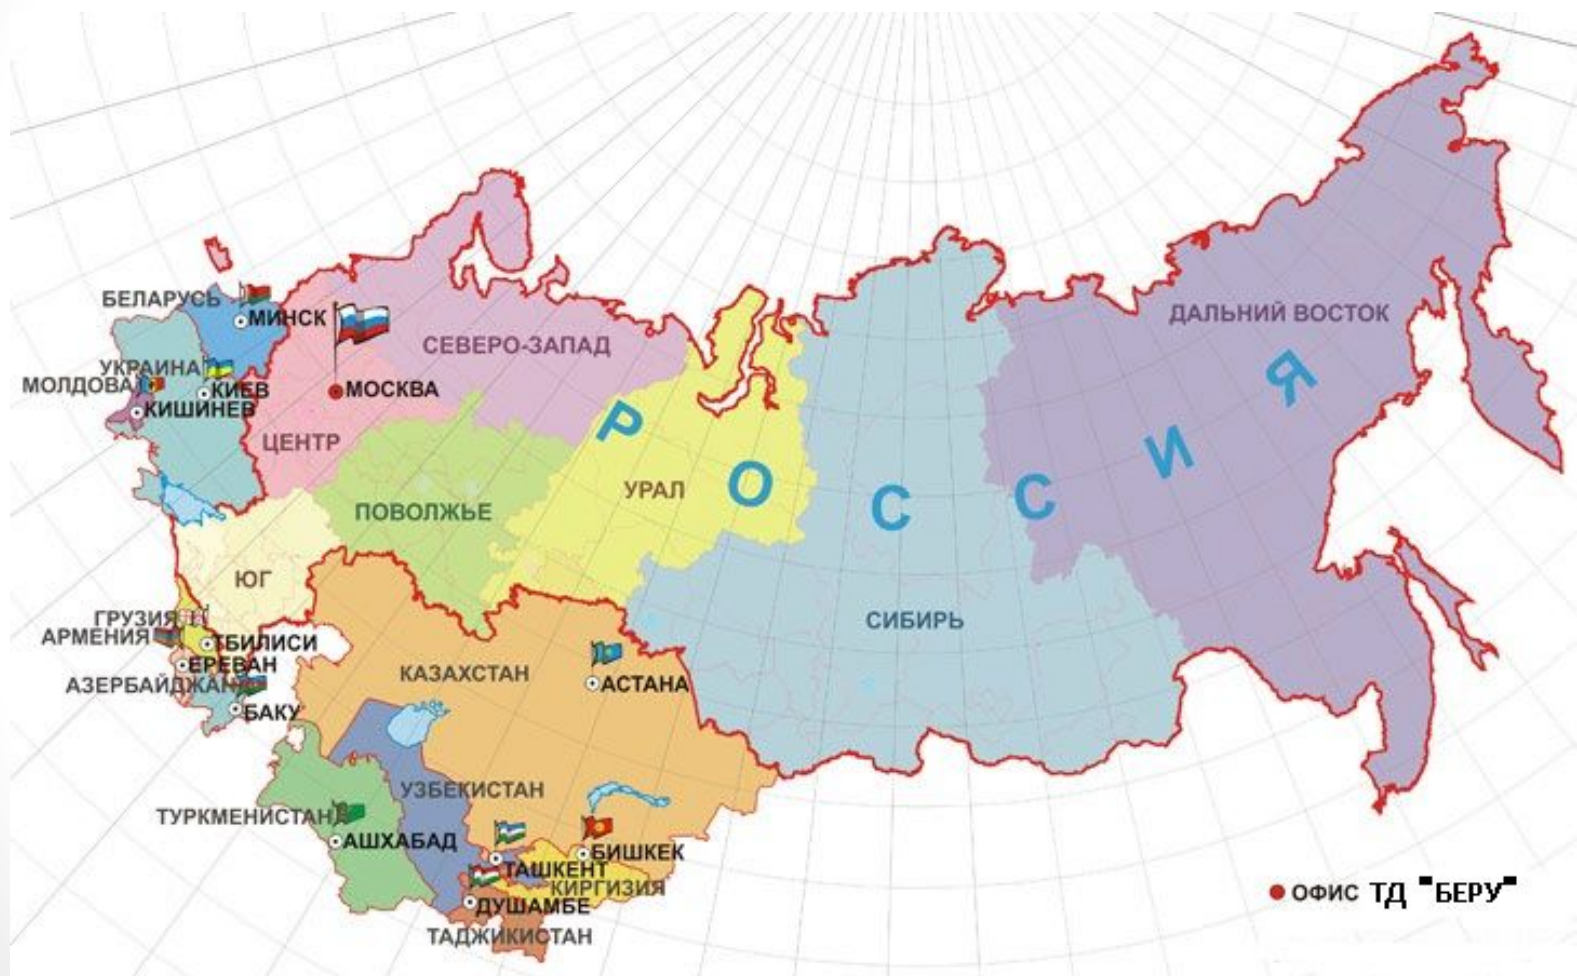 БЕЛАРУСЬ
МИНСК
УКРАИНА
КИЕВ
МОЛДОВА
КИШИНЕВ
МОСКВА
СЕВЕРО-ЗАПАД
ЦЕНТР
ПОВОЛЖЬЕ
УРАЛ
ДАЛЬНИЙ ВОСТОК
РОССИЯ
ЮГ
СИБИРЬ
ГРУЗИЯ
ТБИЛИСИ
АРМЕНИЯ
ЕРЕВАН
АЗЕРБАЙДЖАН
БАКУ
КАЗАХСТАН
АСТАНА
УЗБЕКИСТАН
ТУРКМЕНИСТАН
АШХАБАД
БИШКЕК
ТАШКЕНТ
КИРГИЗИЯ
ДУШАМБЕ
ТАДЖИКИСТАН
ОФИС ТД "БЕРУ"